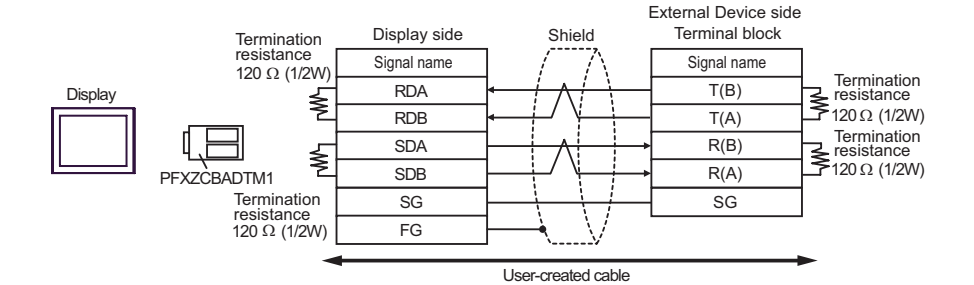 External Device side
Termination
resistance
120 Ω (1/2W)
Display side
Shield
Terminal block
Signal name
Signal name
Display
RDA
T(B)
Termination
resistance
120 Ω (1/2W)
RDB
T(A)
SDA
R(B)
Termination
resistance
120 Ω (1/2W)
PFXZCBADTM1
SDB
R(A)
Termination
resistance
120 Ω (1/2W)
SG
SG
FG
User-created cable